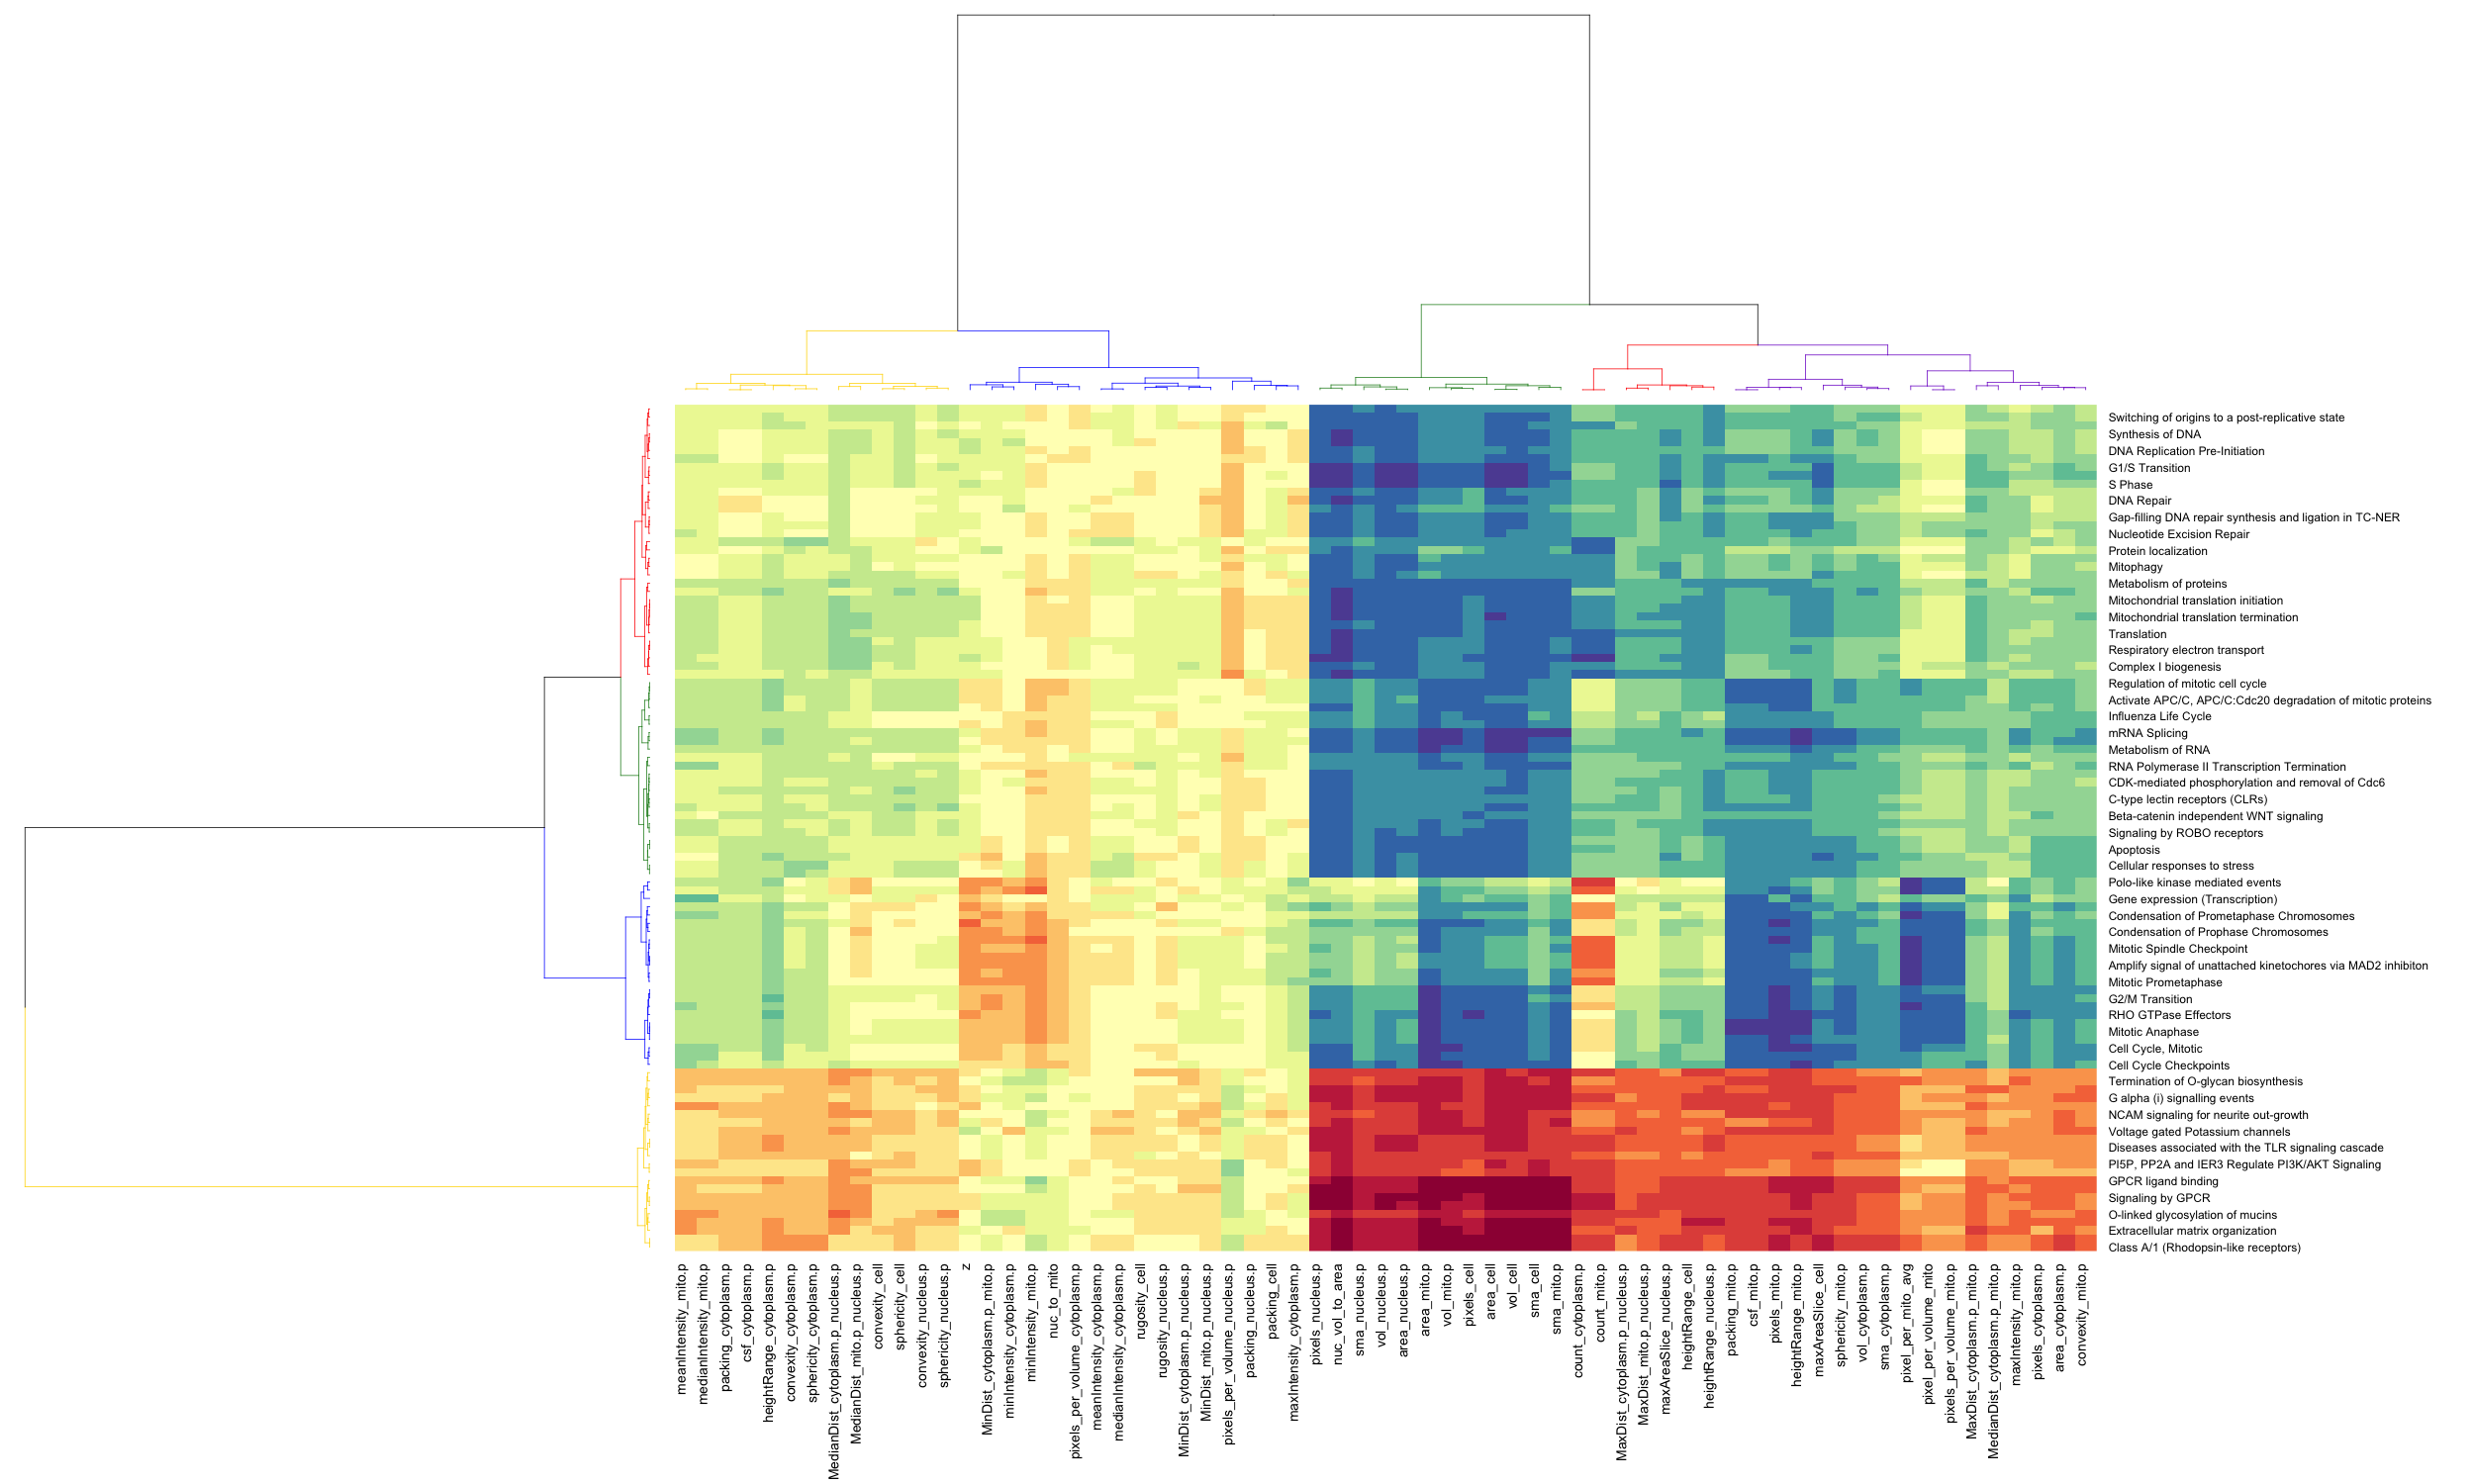 Switching of origins to a post-replicative state
Synthesis of DNA
DNA Replication Pre-Initiation
G1/S Transition
S Phase
DNA Repair
Gap-filling DNA repair synthesis and ligation in TC-NER
Nucleotide Excision Repair
Protein localization
Mitophagy
Metabolism of proteins
Mitochondrial translation initiation
Mitochondrial translation termination
Translation
Respiratory electron transport
Complex I biogenesis
Regulation of mitotic cell cycle
Activate APC/C, APC/C:Cdc20 degradation of mitotic proteins
Influenza Life Cycle
mRNA Splicing
Metabolism of RNA
RNA Polymerase II Transcription Termination
CDK-mediated phosphorylation and removal of Cdc6
C-type lectin receptors (CLRs)
Beta-catenin independent WNT signaling
Signaling by ROBO receptors
Apoptosis
Cellular responses to stress
Polo-like kinase mediated events
Gene expression (Transcription)
Condensation of Prometaphase Chromosomes
Condensation of Prophase Chromosomes
Mitotic Spindle Checkpoint
Amplify signal of unattached kinetochores via MAD2 inhibiton
Mitotic Prometaphase
G2/M Transition
RHO GTPase Effectors
Mitotic Anaphase
Cell Cycle, Mitotic
Cell Cycle Checkpoints
Termination of O-glycan biosynthesis
G alpha (i) signalling events
NCAM signaling for neurite out-growth
Voltage gated Potassium channels
Diseases associated with the TLR signaling cascade
PI5P, PP2A and IER3 Regulate PI3K/AKT Signaling
GPCR ligand binding
Signaling by GPCR
O-linked glycosylation of mucins
Extracellular matrix organization
Class A/1 (Rhodopsin-like receptors)
meanIntensity_mito.p
medianIntensity_mito.p
packing_cytoplasm.p
csf_cytoplasm.p
heightRange_cytoplasm.p
convexity_cytoplasm.p
sphericity_cytoplasm.p
MedianDist_cytoplasm.p_nucleus.p
MedianDist_mito.p_nucleus.p
convexity_cell
sphericity_cell
convexity_nucleus.p
sphericity_nucleus.p
z
MinDist_cytoplasm.p_mito.p
minIntensity_cytoplasm.p
minIntensity_mito.p
nuc_to_mito
pixels_per_volume_cytoplasm.p
meanIntensity_cytoplasm.p
medianIntensity_cytoplasm.p
rugosity_cell
rugosity_nucleus.p
MinDist_cytoplasm.p_nucleus.p
MinDist_mito.p_nucleus.p
pixels_per_volume_nucleus.p
packing_nucleus.p
packing_cell
maxIntensity_cytoplasm.p
pixels_nucleus.p
nuc_vol_to_area
sma_nucleus.p
vol_nucleus.p
area_nucleus.p
area_mito.p
vol_mito.p
pixels_cell
area_cell
vol_cell
sma_cell
sma_mito.p
count_cytoplasm.p
count_mito.p
MaxDist_cytoplasm.p_nucleus.p
MaxDist_mito.p_nucleus.p
maxAreaSlice_nucleus.p
heightRange_cell
heightRange_nucleus.p
packing_mito.p
csf_mito.p
pixels_mito.p
heightRange_mito.p
maxAreaSlice_cell
sphericity_mito.p
vol_cytoplasm.p
sma_cytoplasm.p
pixel_per_mito_avg
pixel_per_volume_mito
pixels_per_volume_mito.p
MaxDist_cytoplasm.p_mito.p
MedianDist_cytoplasm.p_mito.p
maxIntensity_mito.p
pixels_cytoplasm.p
area_cytoplasm.p
convexity_mito.p